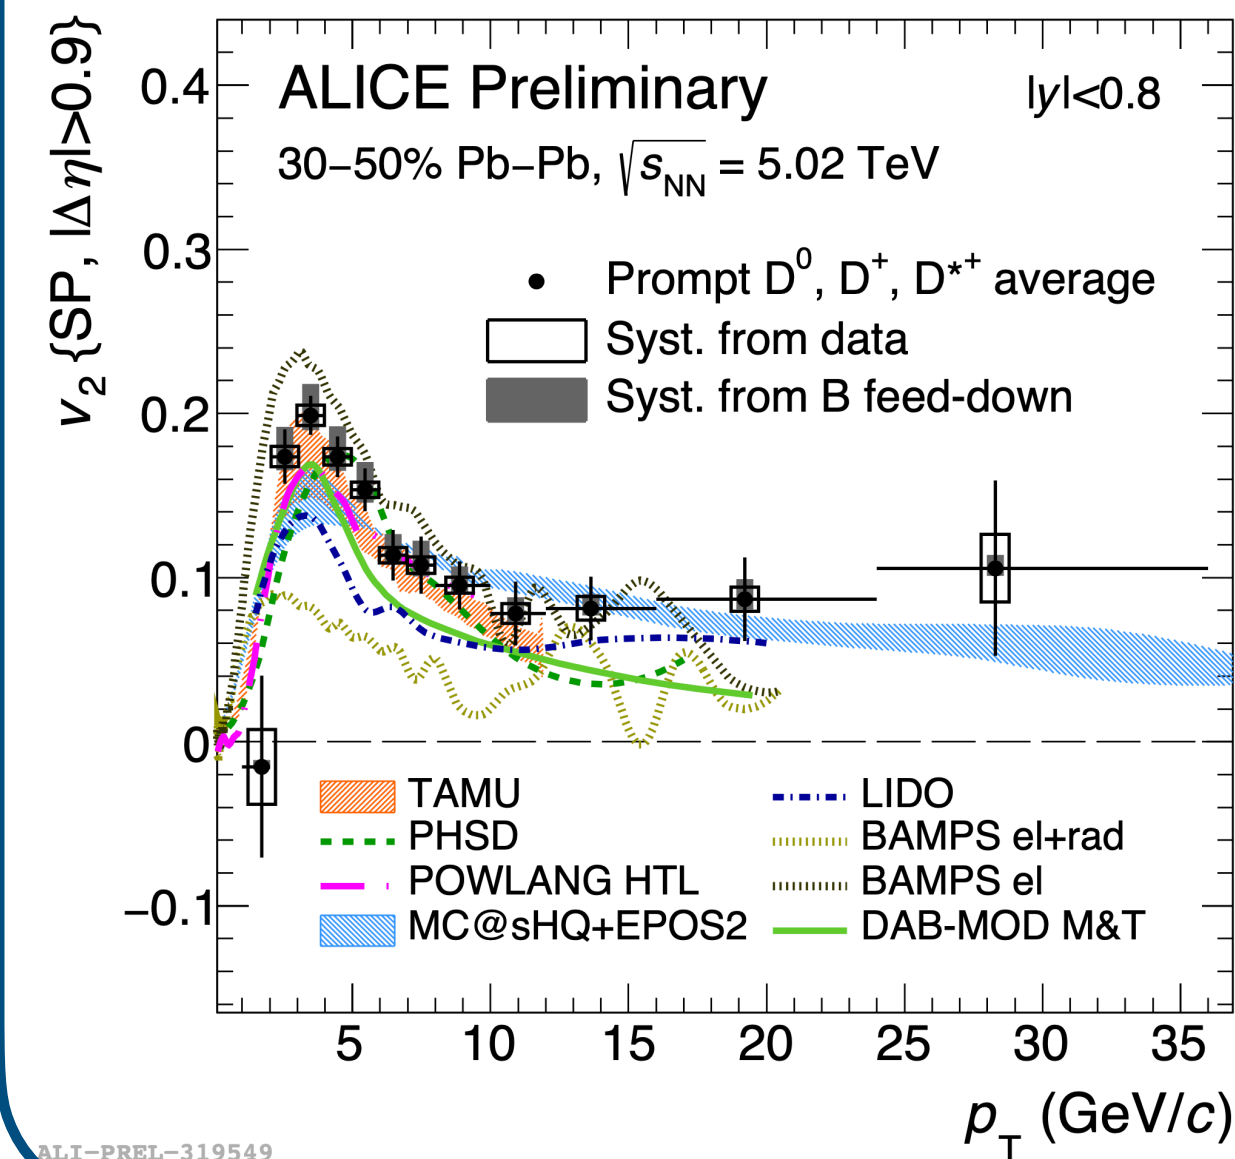 v₂ {SP, |Δη|>0.9}
ALICE Preliminary
|y|<0.8
30−50% Pb−Pb, √sNN = 5.02 TeV
Prompt D⁰, D⁺, D*⁺ average
Syst. from data
Syst. from B feed-down
0.4
0.3
0.2
0.1
0
−0.1
TAMU
PHSD
POWLANG HTL
MC@sHQ+EPOS2
LIDO
BAMPS el+rad
BAMPS el
DAB-MOD M&T
5 10 15 20 25 30 35
pT (GeV/c)
ALI−PREL−319549